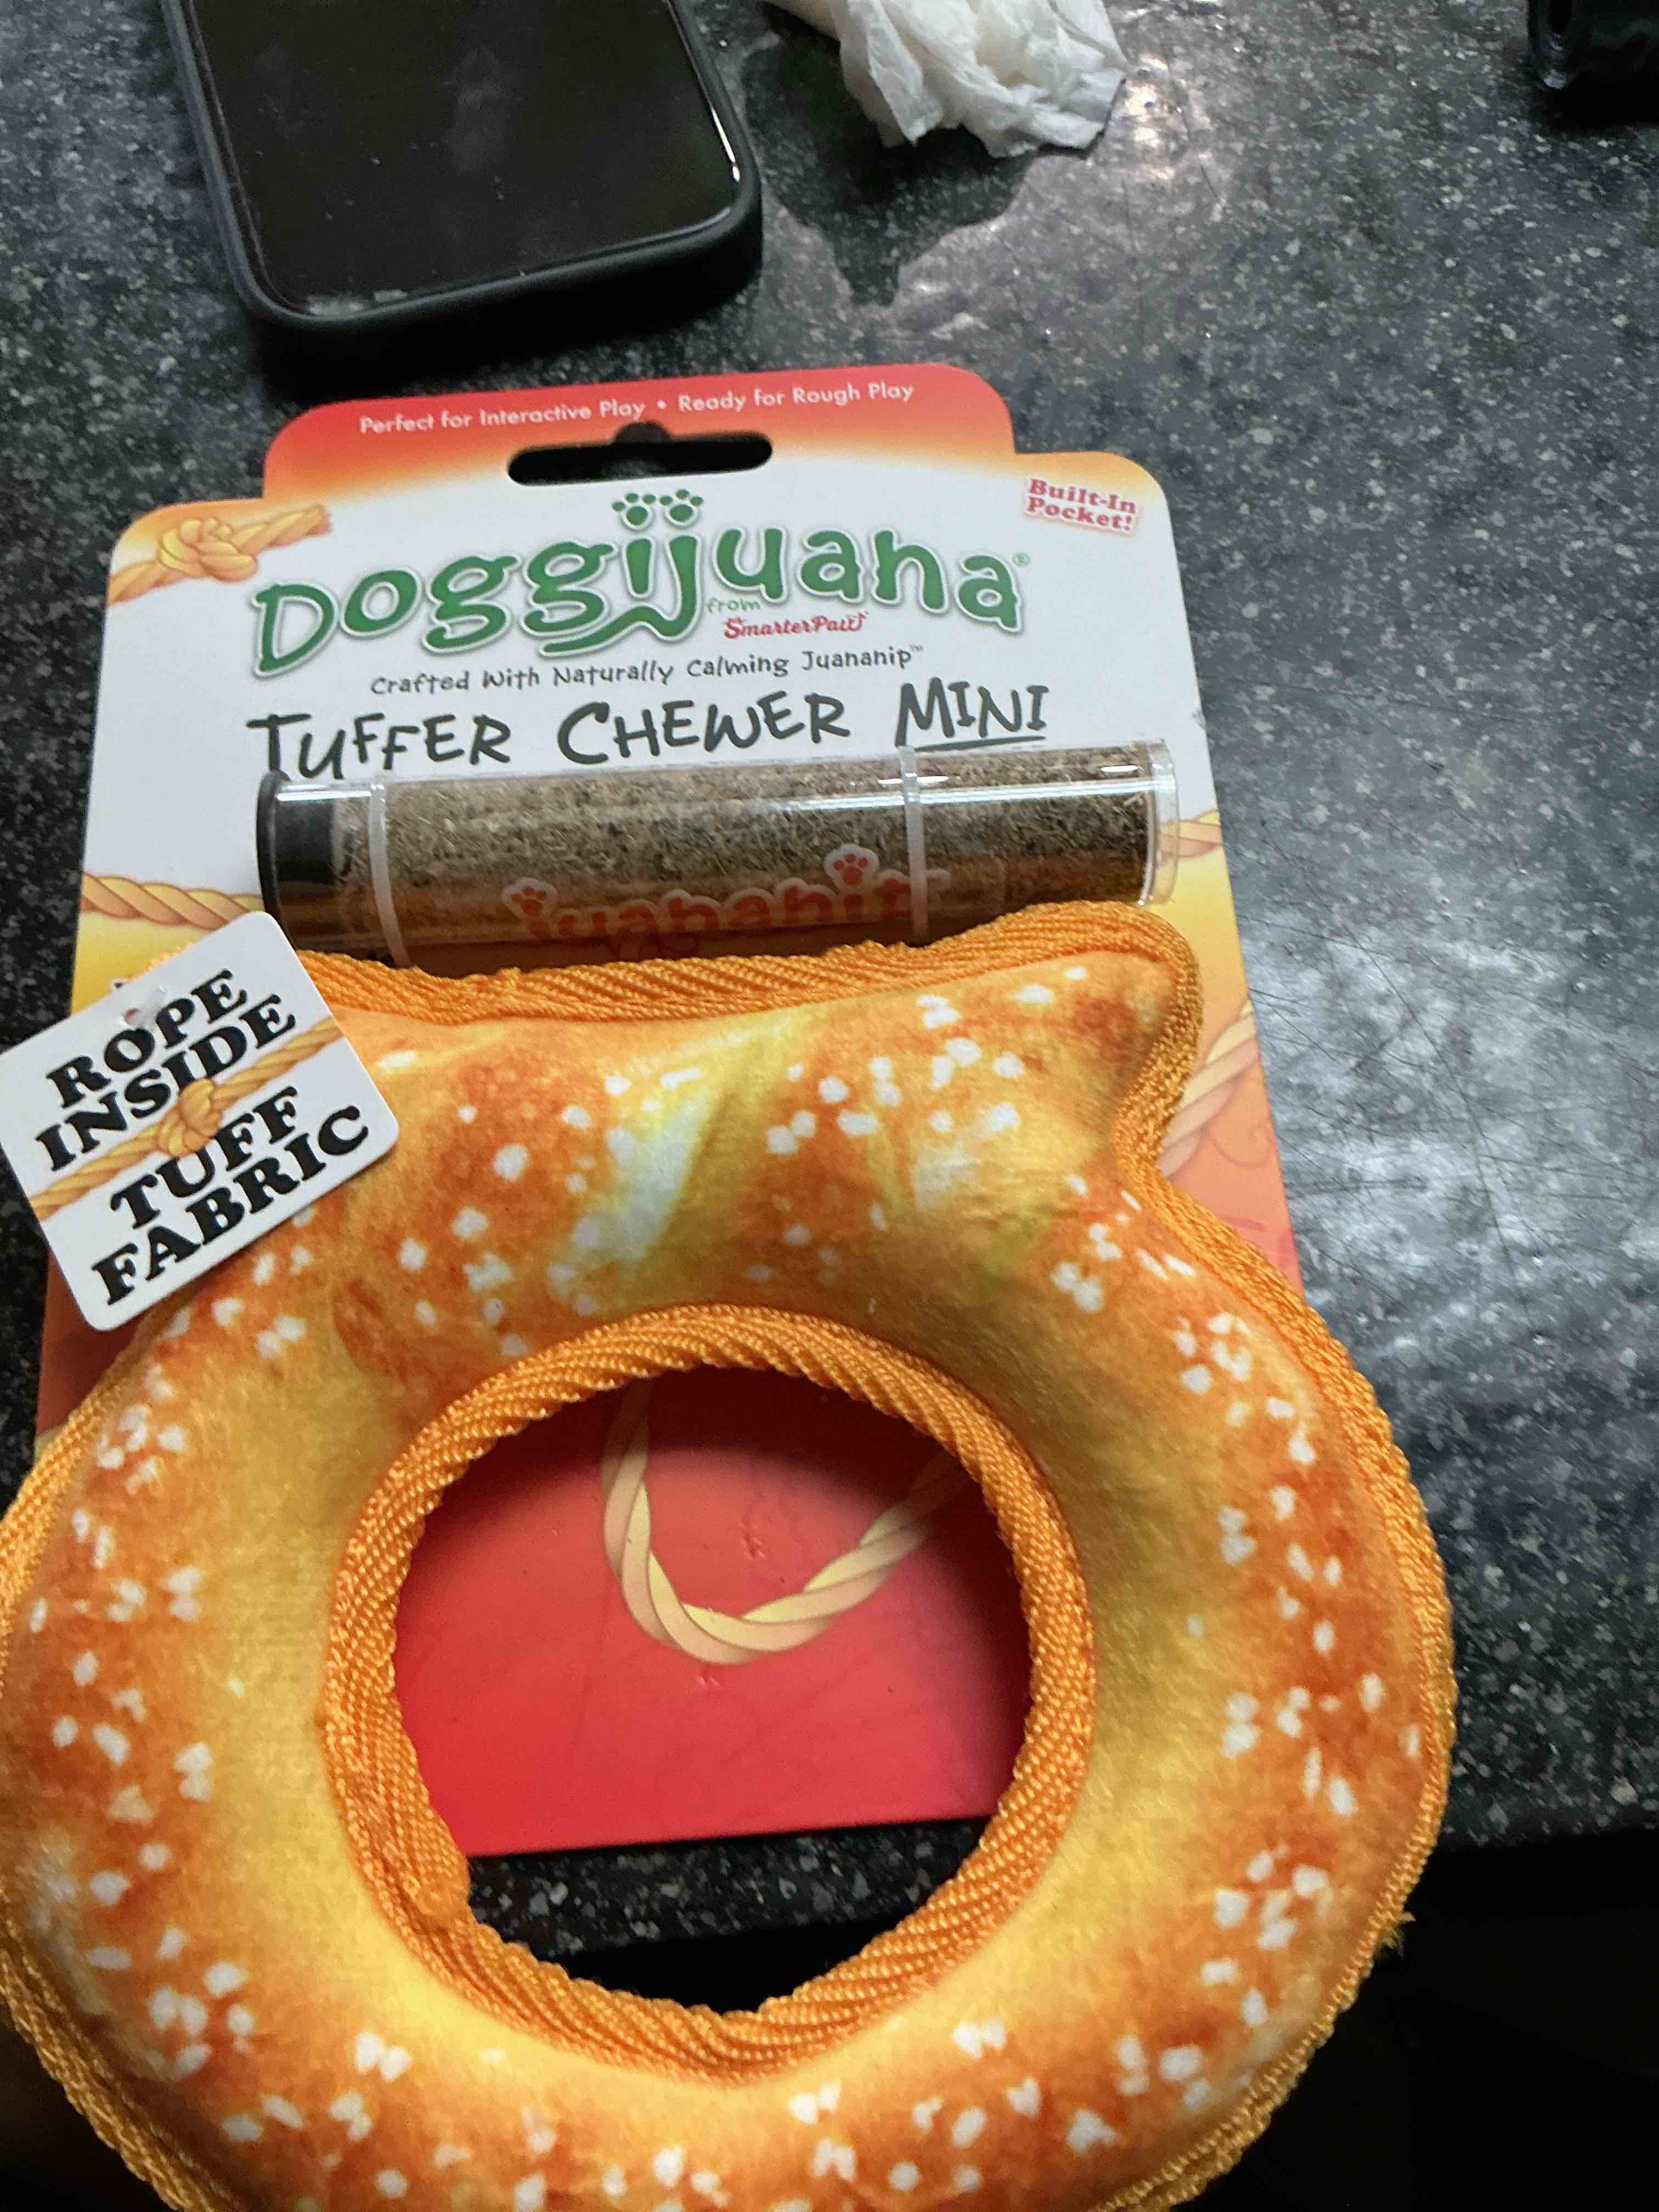 Perfect for Interactive Play • Ready for Rough Play
Built-In
Pocket!
Doggijuana®
from
SmarterPaw
Crafted With Naturally Calming Juananip™
TUFFER CHEWER MINI
juananip
ROPE
INSIDE
TUFF
FABRIC